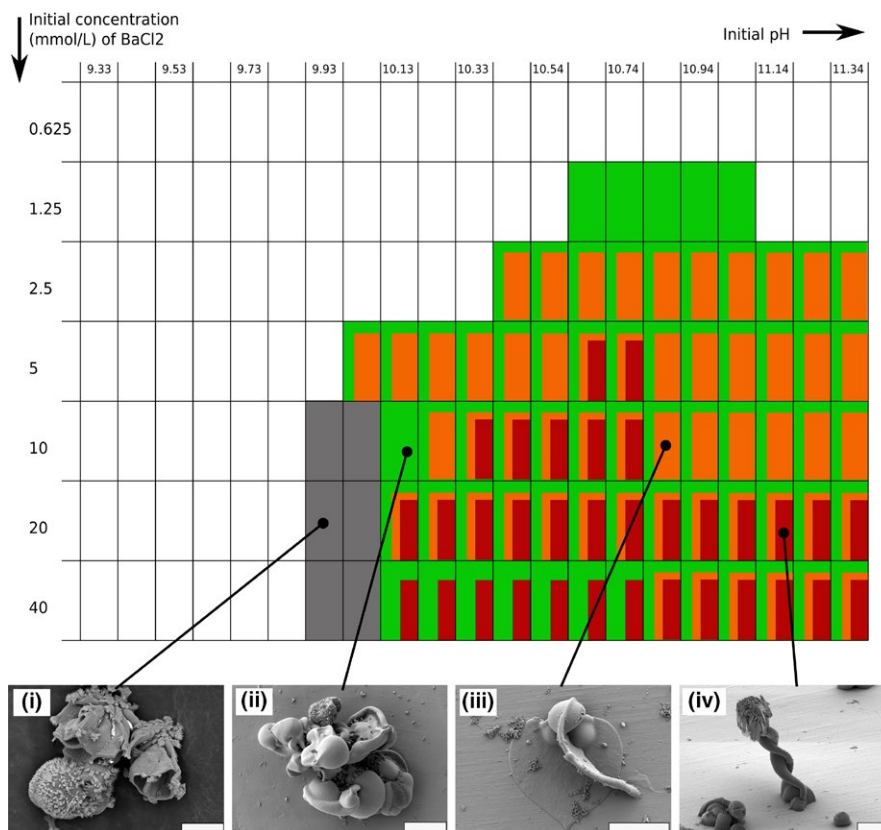 Initial concentration
(mmol/L) of BaCl2
Initial pH
9.33 9.53 9.73 9.93 10.13 10.33 10.54 10.74 10.94 11.14 11.34
0.625
1.25
2.5
5
10
20
40
(i) (ii) (iii) (iv)